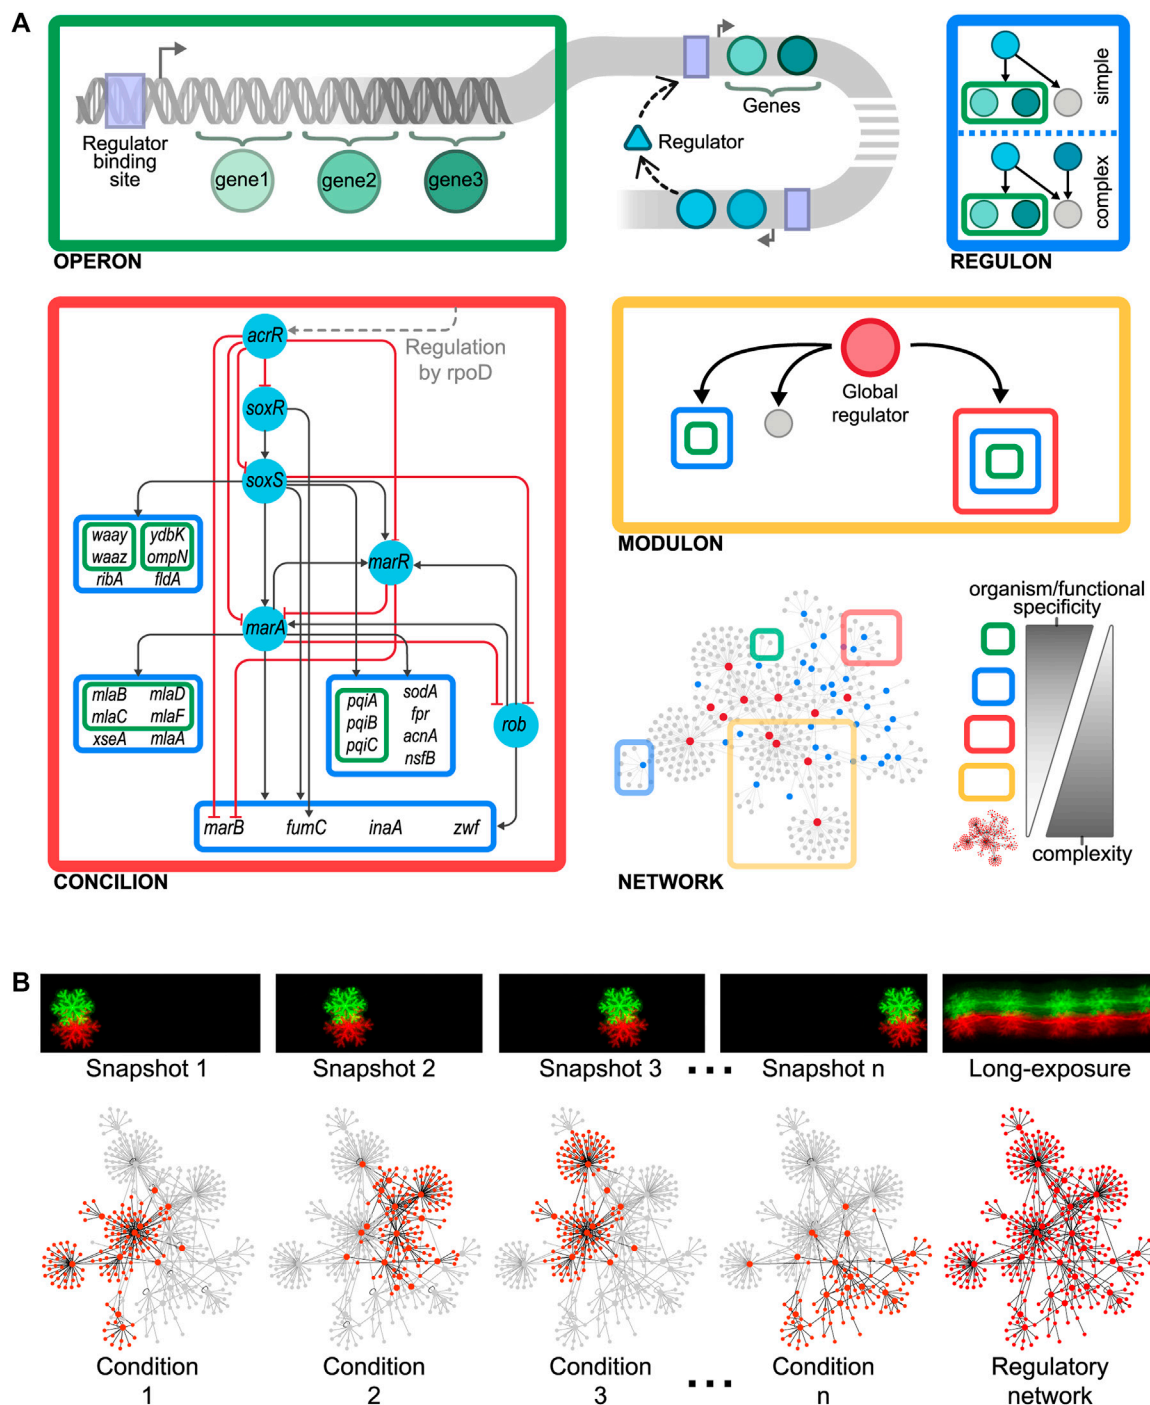 A
Regulator
binding
site
gene1
gene2
gene3
OPERON
Genes
Regulator
simple
complex
REGULON
acrR
Regulation
by rpoD
soxR
soxS
waay
ydbK
waaz
ompN
ribA
fldA
marR
marA
mlaB
mlaD
mlaC
mlaF
xseA
mlaA
pqiA
pqiB
pqiC
sodA
fpr
acnA
nsfB
rob
marB
fumC
inaA
zwf
CONCILION
Global
regulator
MODULON
organism/functional
specificity
complexity
NETWORK
B
Snapshot 1
Snapshot 2
Snapshot 3
...
Snapshot n
Long-exposure
Condition
1
Condition
2
Condition
3
...
Condition
n
Regulatory
network